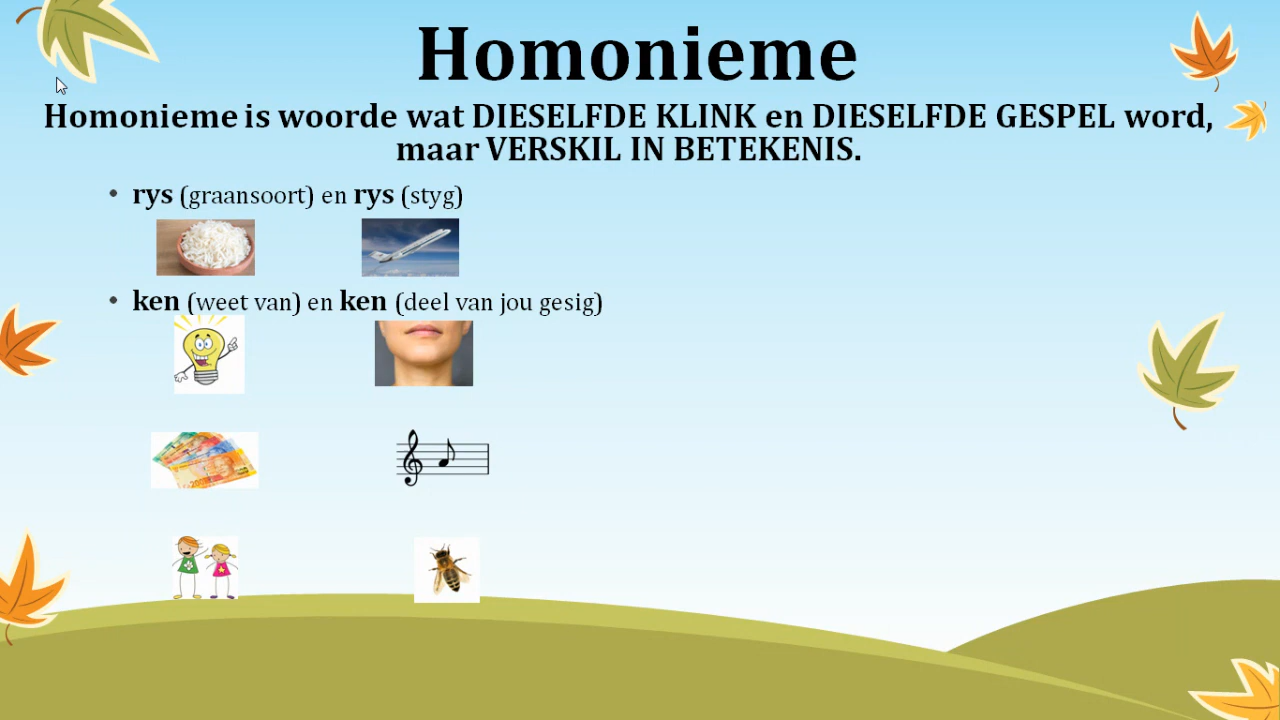 Homonieme
Homonieme is woorde wat DIESELFDE KLINK en DIESELFDE GESPEL word,
maar VERSKIL IN BETEKENIS.
• rys (graansoort) en rys (styg)
• ken (weet van) en ken (deel van jou gesig)